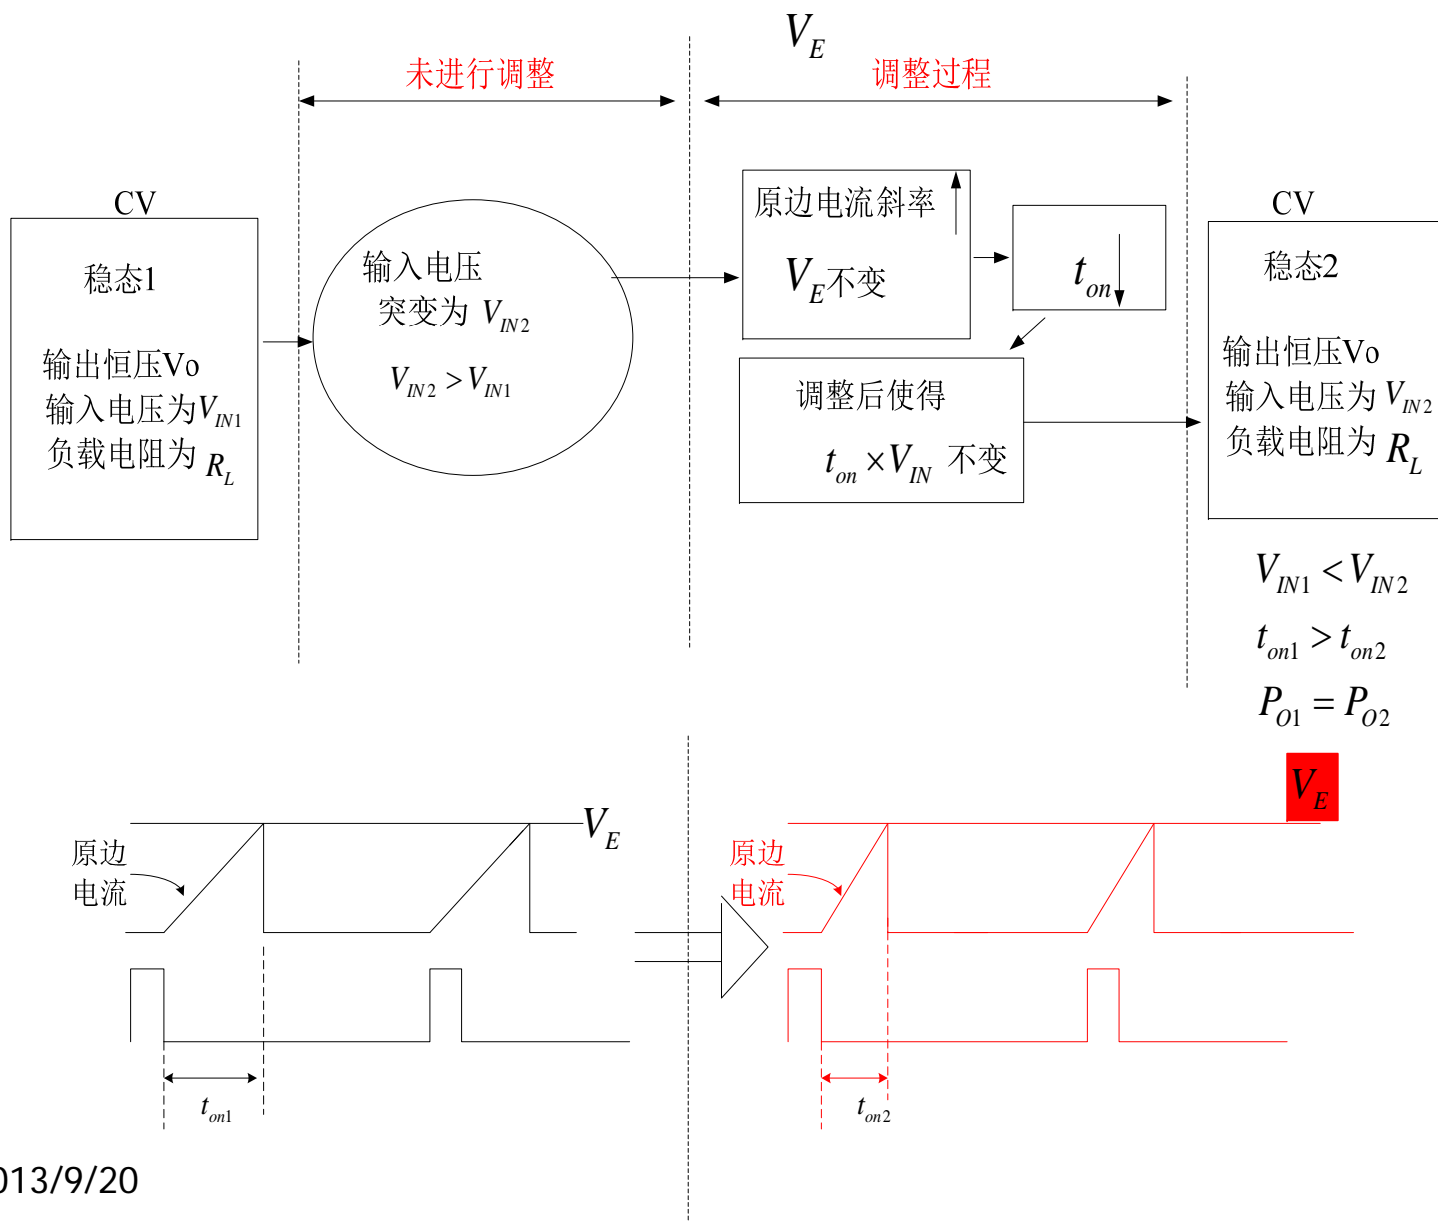 V_E
未进行调整
调整过程
CV
稳态1
输出恒压Vo
输入电压为V_IN1
负载电阻为 R_L
输入电压
突变为 V_IN2
V_IN2 > V_IN1
原边电流斜率
V_E不变
t_on
调整后使得
t_on × V_IN 不变
CV
稳态2
输出恒压Vo
输入电压为 V_IN2
负载电阻为 R_L
V_IN1 < V_IN2
t_on1 > t_on2
P_O1 = P_O2
V_E
原边
电流
t_on1
V_E
原边
电流
t_on2
013/9/20